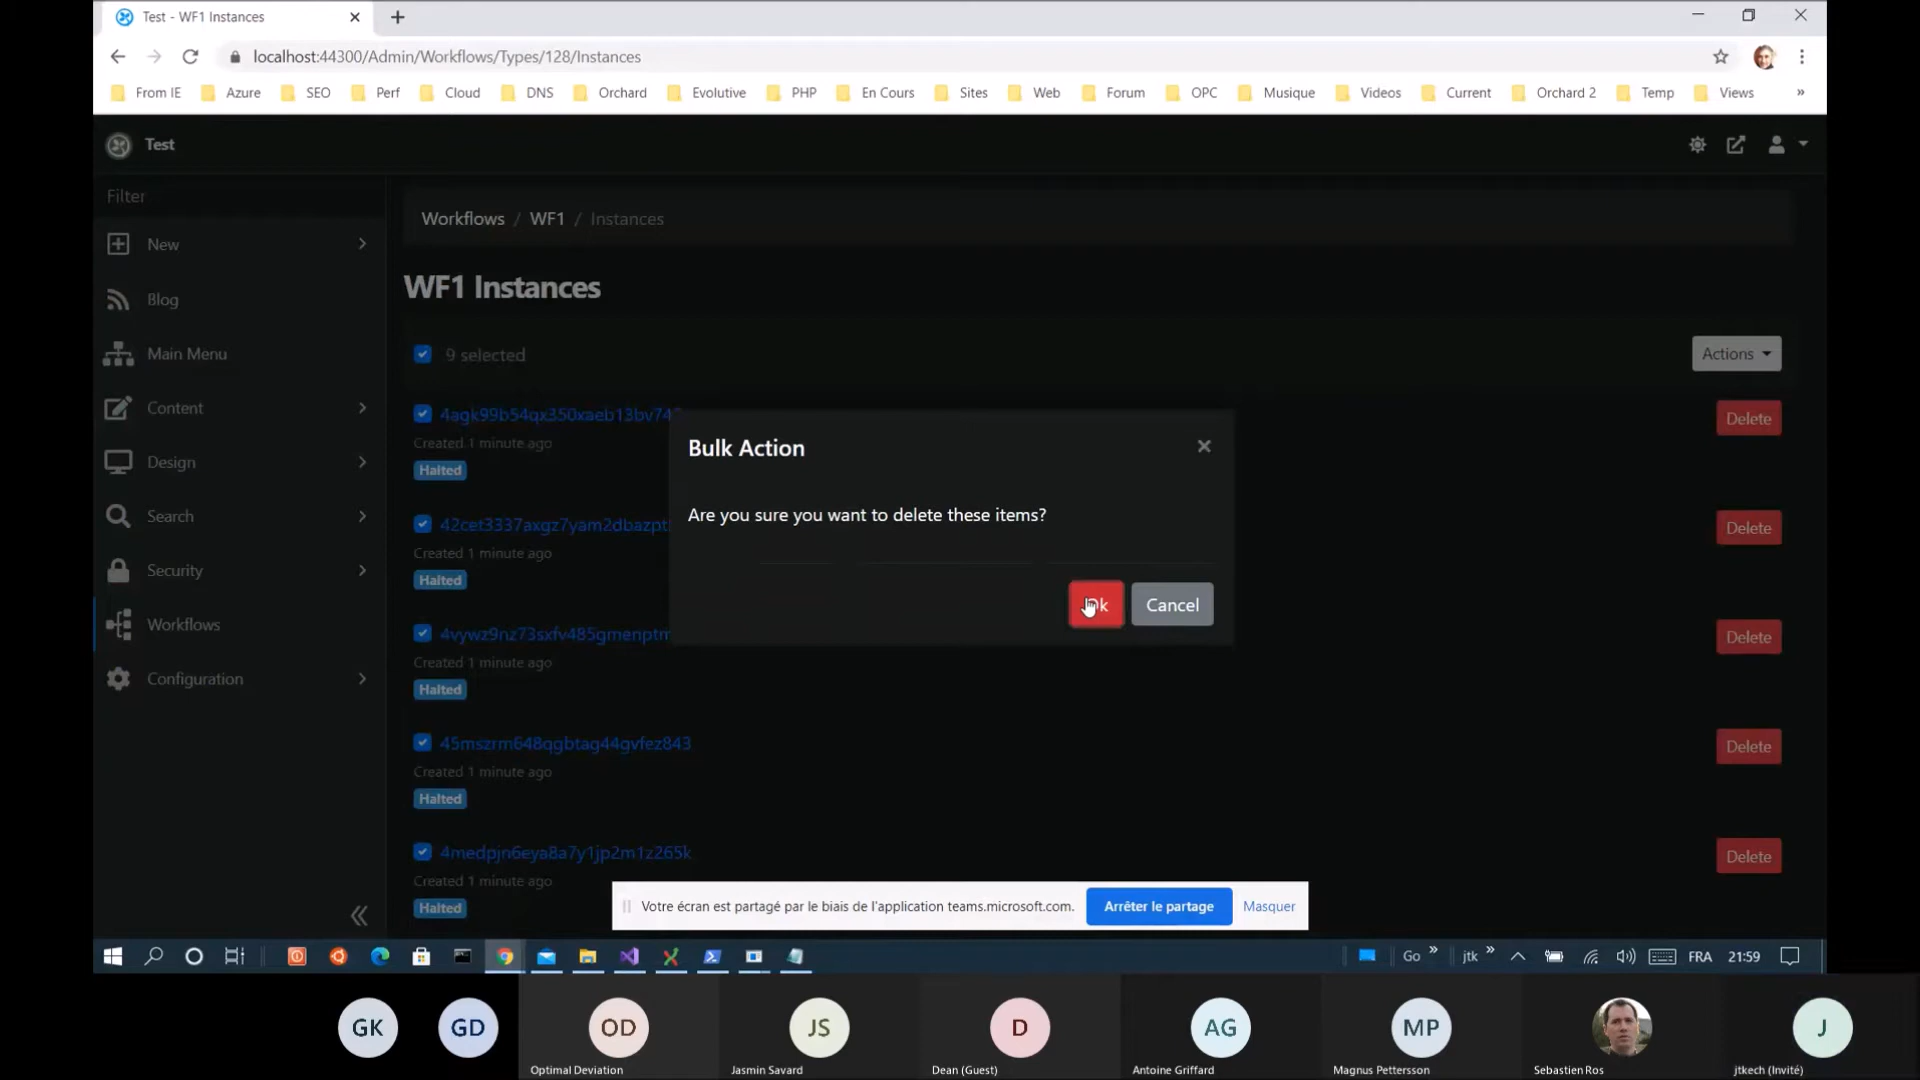 Test - WF1 Instances
localhost:44300/Admin/Workflows/Types/128/Instances
From IE Azure SEO Perf Cloud DNS Orchard Evolutive PHP En Cours Sites Web Forum OPC Musique Videos Current Orchard 2 Temp Views »
Test
Filter
Workflows / WF1 / Instances
New
WF1 Instances
Blog
Main Menu
9 selected
Actions
Content
4agk99b54qx350xaeb13bv74
Delete
Created 1 minute ago
Bulk Action
Design
Halted
Are you sure you want to delete these items?
Search
42cet3337axgz7yam2dbazpt
Delete
Created 1 minute ago
Security
Halted
Ok Cancel
Workflows
4vywz9nz73sxfv485gmenptm
Delete
Created 1 minute ago
Configuration
Halted
45mszrm648qgbtag44gvfez843
Delete
Created 1 minute ago
Halted
4medpjn6eya8a7y1jp2m1z265k
Delete
Created 1 minute ago
Halted
Votre écran est partagé par le biais de l'application teams.microsoft.com. Arrêter le partage Masquer
Go » jtk » FRA 21:59
GK GD OD JS D AG MP J
Optimal Deviation Jasmin Savard Dean (Guest) Antoine Griffard Magnus Pettersson Sebastien Ros jtkech (Invité)